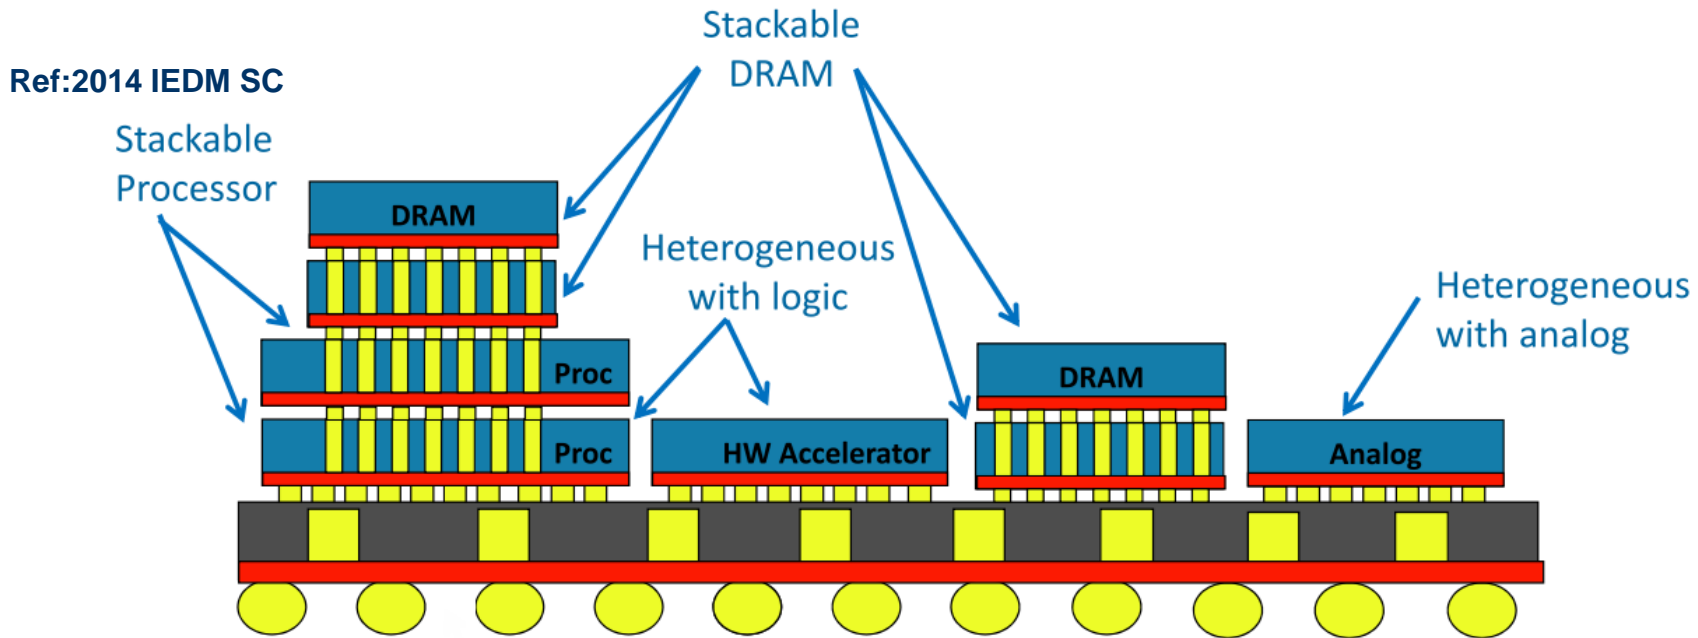 Stackable
DRAM
Ref:2014 IEDM SC
Stackable
Processor
DRAM
Heterogeneous
with logic
Heterogeneous
with analog
Proc
DRAM
Proc
HW Accelerator
Analog